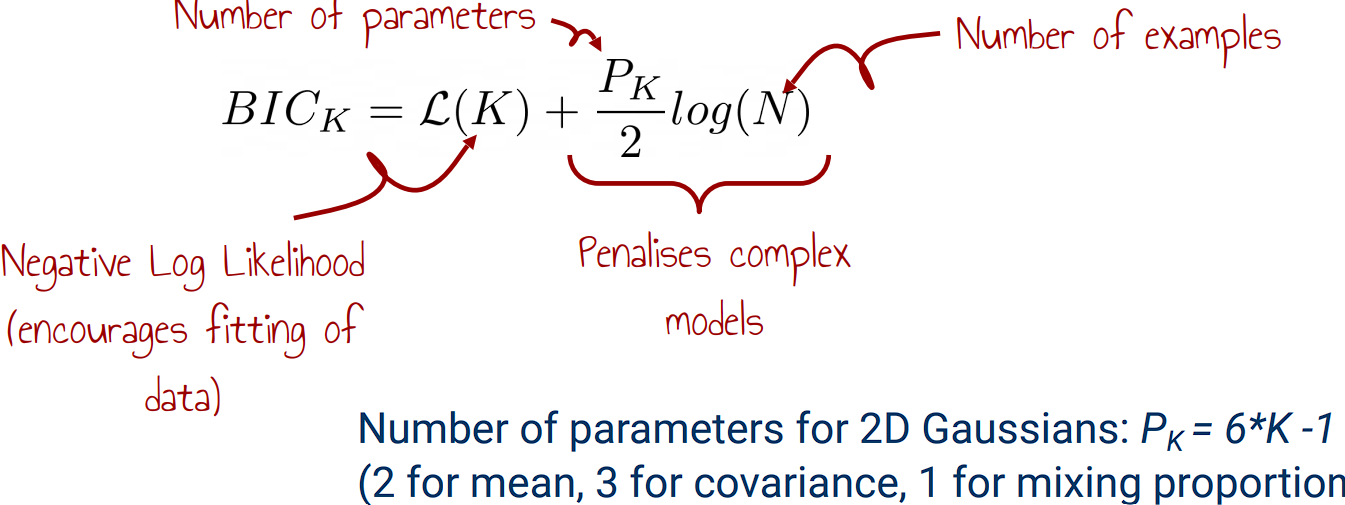 Number of parameters
Number of examples
BIC_K = ℒ(K) + P_K/2 log(N)
Negative Log Likelihood
(encourages fitting of
data)
Penalises complex
models
Number of parameters for 2D Gaussians: P_K = 6*K -1
(2 for mean, 3 for covariance, 1 for mixing proportion